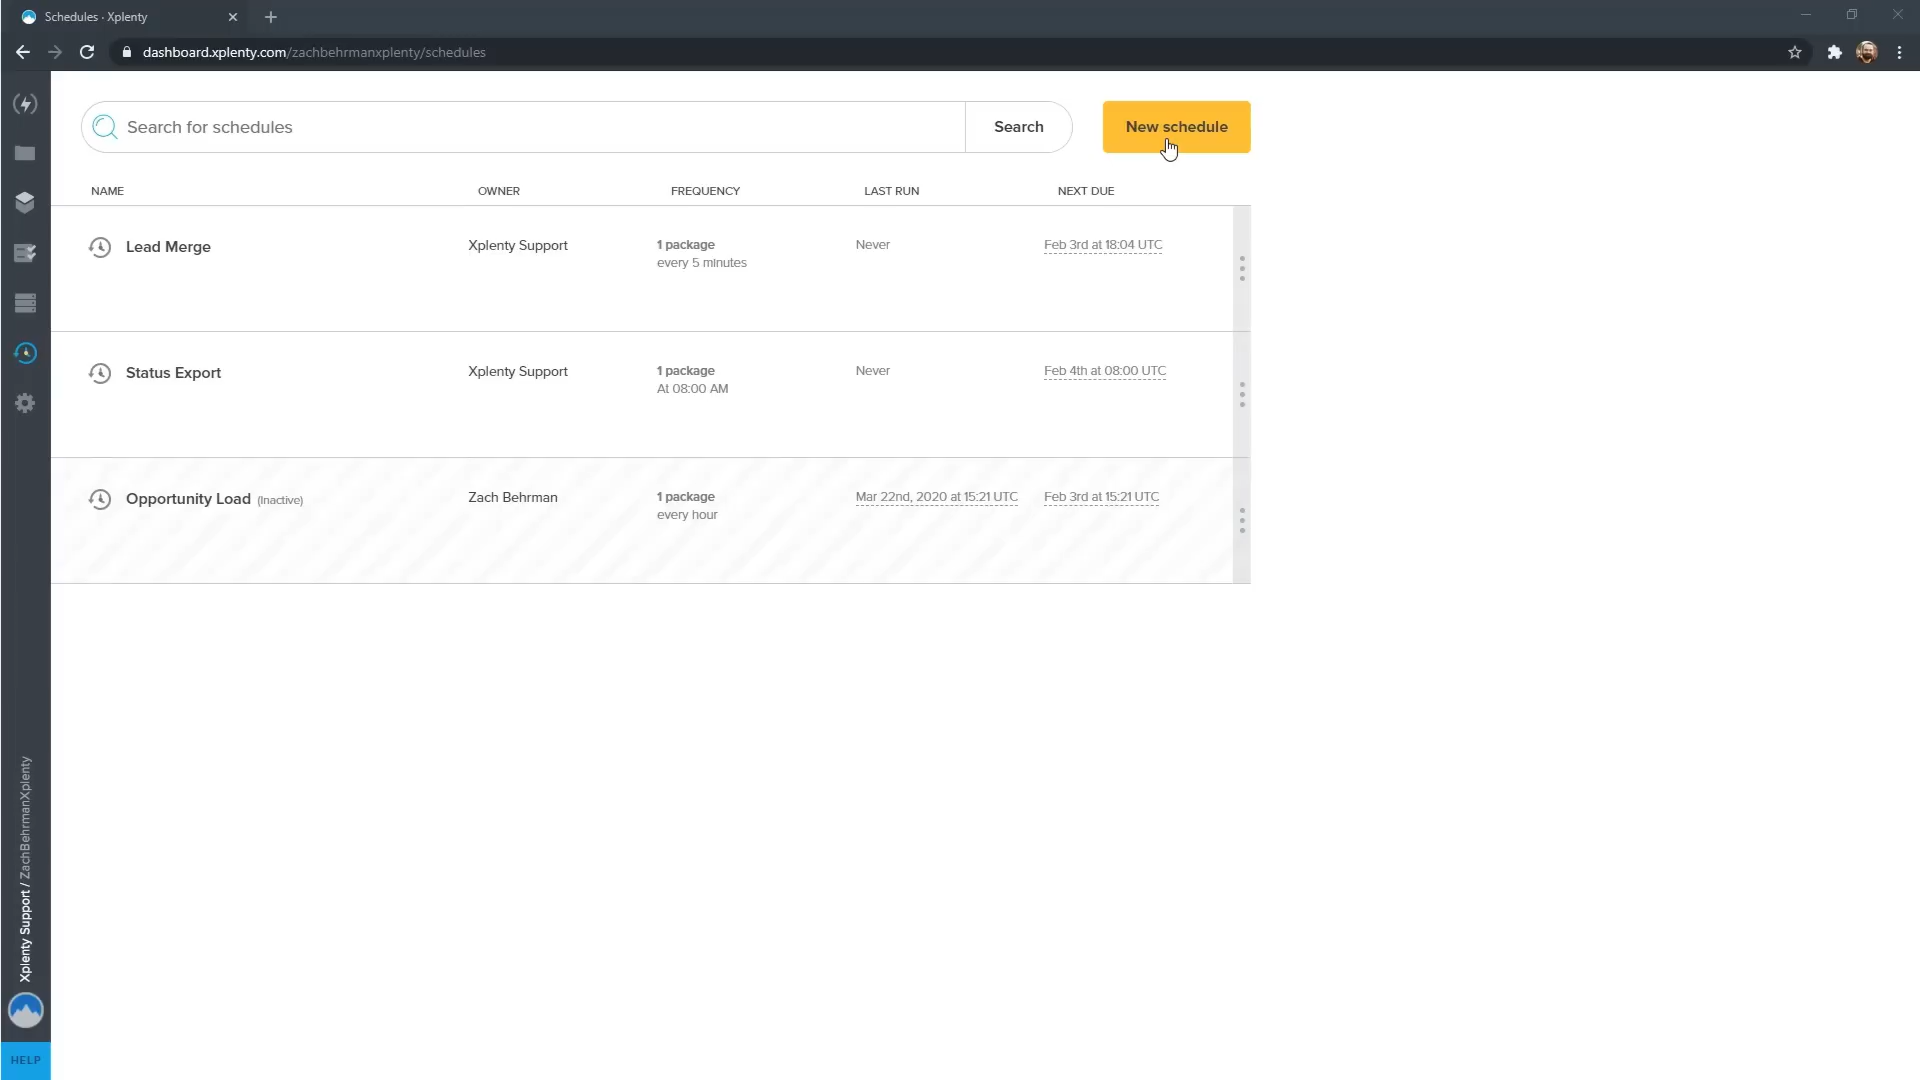 Schedules · Xplenty
dashboard.xplenty.com/zachbehrmanxplenty/schedules
Search for schedules
Search
New schedule
NAME OWNER FREQUENCY LAST RUN NEXT DUE
Lead Merge Xplenty Support 1 package Never Feb 3rd at 18:04 UTC
every 5 minutes
Status Export Xplenty Support 1 package Never Feb 4th at 08:00 UTC
At 08:00 AM
Opportunity Load (Inactive) Zach Behrman 1 package Mar 22nd, 2020 at 15:21 UTC Feb 3rd at 15:21 UTC
every hour
Xplenty Support / ZachBehrmanXplenty
HELP